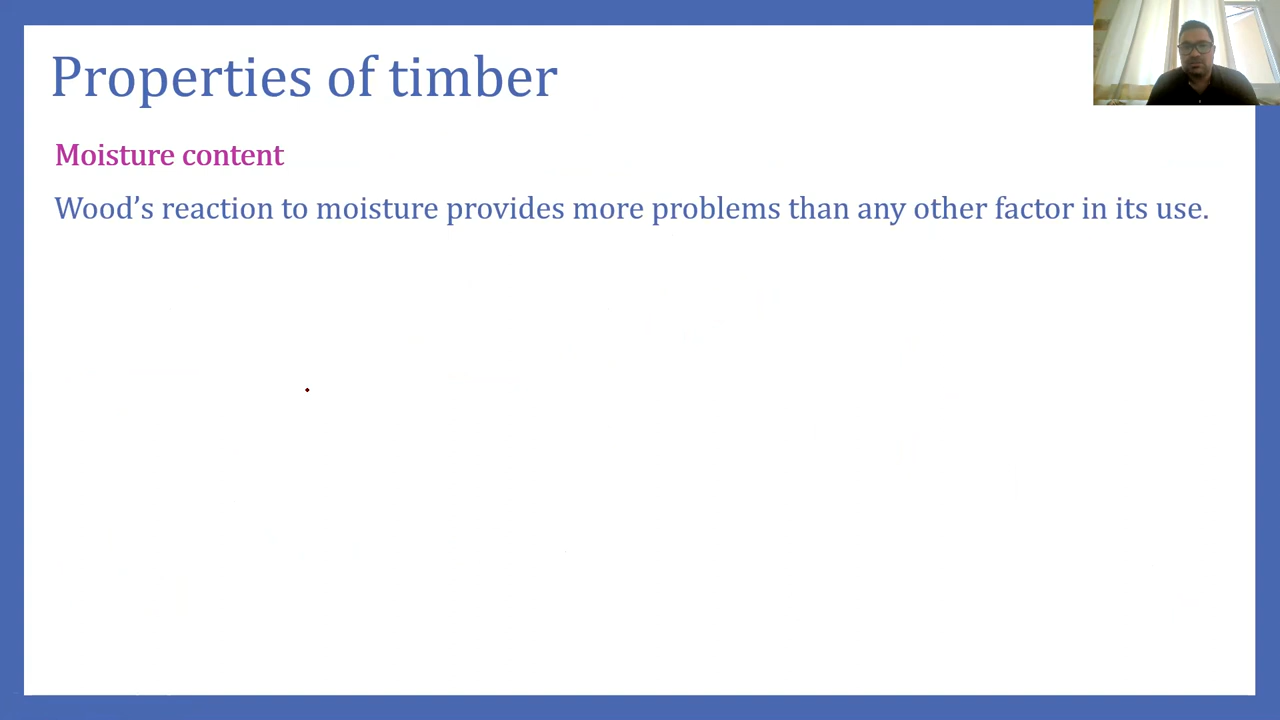 Properties of timber
Moisture content
Wood’s reaction to moisture provides more problems than any other factor in its use.